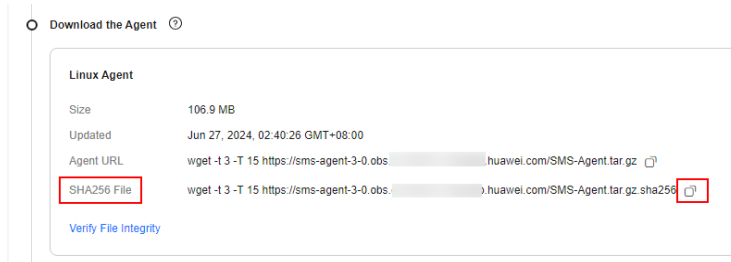 Download the Agent
Linux Agent
Size 106.9 MB
Updated Jun 27, 2024, 02:40:26 GMT+08:00
Agent URL wget -t 3 -T 15 https://sms-agent-3-0.obs. .huawei.com/SMS-Agent.tar.gz
SHA256 File wget -t 3 -T 15 https://sms-agent-3-0.obs. .huawei.com/SMS-Agent.tar.gz.sha256
Verify File Integrity